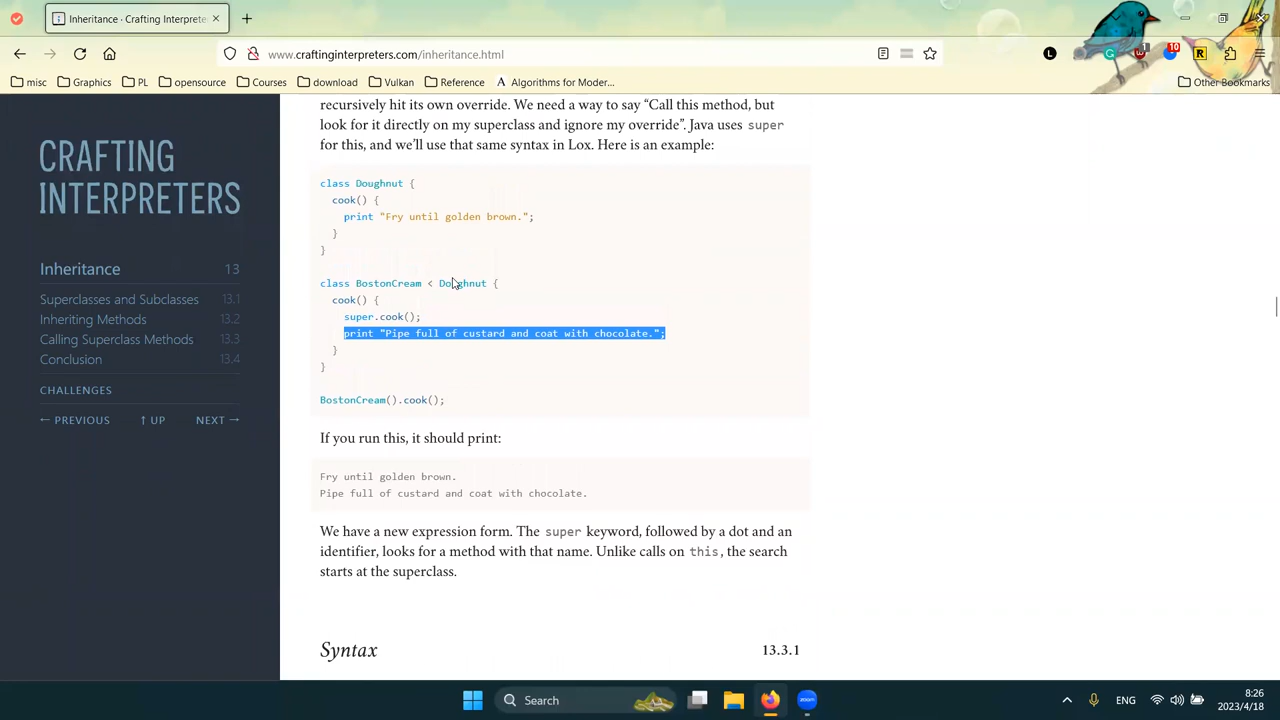 Inheritance · Crafting Interprete
www.craftinginterpreters.com/inheritance.html
1
10
misc
Graphics
PL
opensource
Courses
download
Vulkan
Reference
Algorithms for Moder...
Other Bookmarks
CRAFTING
INTERPRETERS
Inheritance 13
Superclasses and Subclasses 13.1
Inheriting Methods 13.2
Calling Superclass Methods 13.3
Conclusion 13.4
CHALLENGES
← PREVIOUS ↑ UP NEXT →
recursively hit its own override. We need a way to say “Call this method, but
look for it directly on my superclass and ignore my override”. Java uses super
for this, and we’ll use that same syntax in Lox. Here is an example:
class Doughnut {
cook() {
print "Fry until golden brown.";
}
}
class BostonCream < Doughnut {
cook() {
super.cook();
print "Pipe full of custard and coat with chocolate.";
}
}
BostonCream().cook();
If you run this, it should print:
Fry until golden brown.
Pipe full of custard and coat with chocolate.
We have a new expression form. The super keyword, followed by a dot and an
identifier, looks for a method with that name. Unlike calls on this, the search
starts at the superclass.
Syntax 13.3.1
Search
zoom
ENG
8:26
2023/4/18